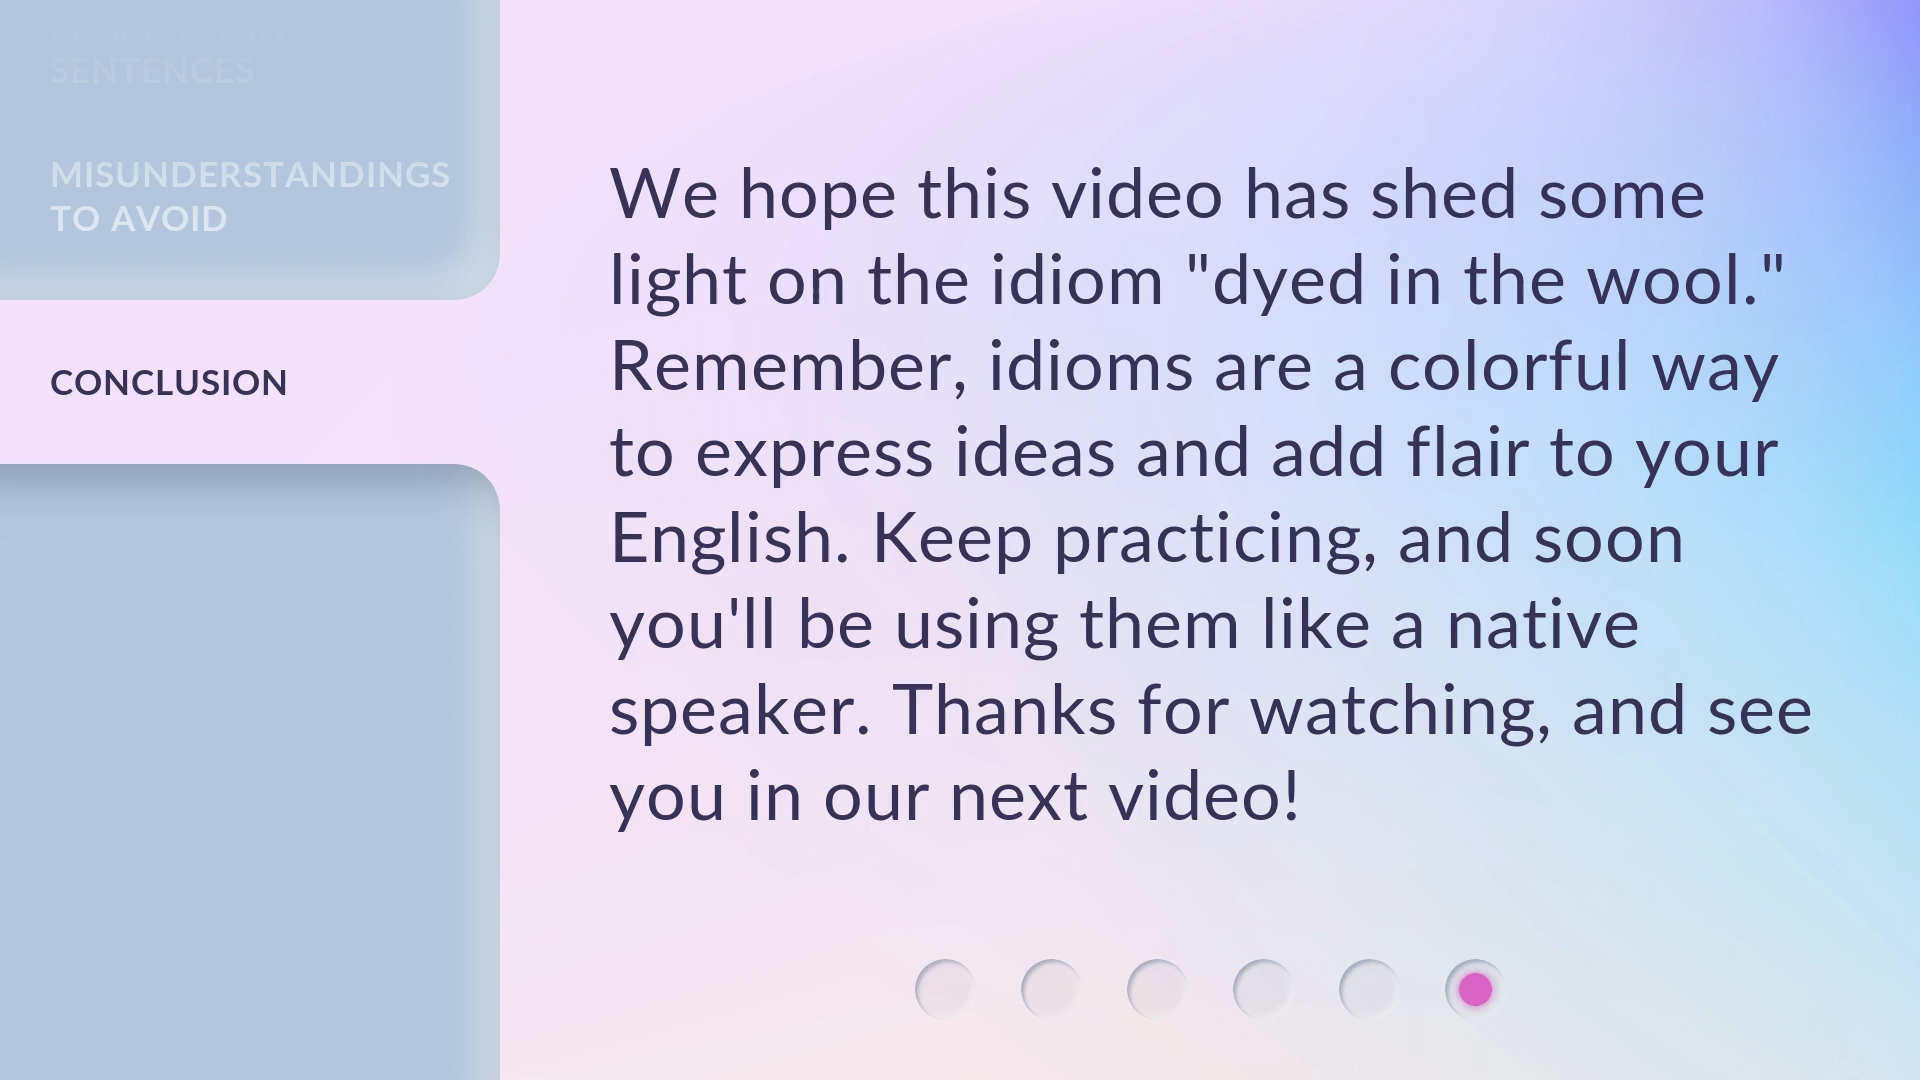 SENTENCES
MISUNDERSTANDINGS
TO AVOID
CONCLUSION
We hope this video has shed some
light on the idiom "dyed in the wool."
Remember, idioms are a colorful way
to express ideas and add flair to your
English. Keep practicing, and soon
you'll be using them like a native
speaker. Thanks for watching, and see
you in our next video!